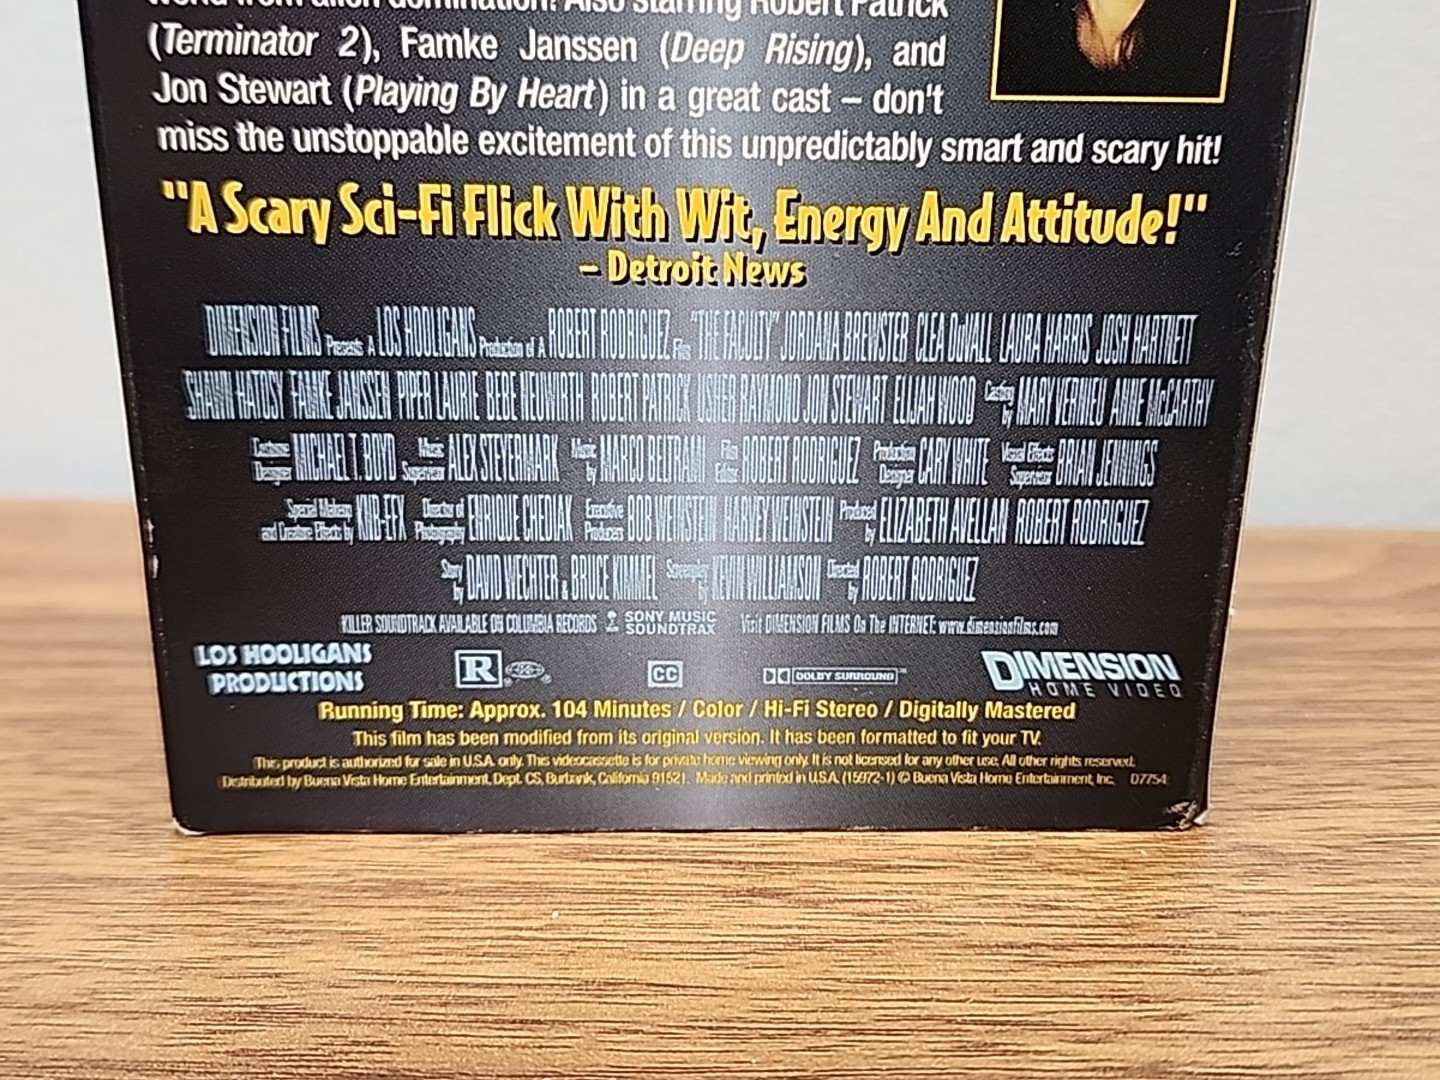 world from alien domination! Also starring Robert Patrick
(Terminator 2), Famke Janssen (Deep Rising), and
Jon Stewart (Playing By Heart) in a great cast – don't
miss the unstoppable excitement of this unpredictably smart and scary hit!
"A Scary Sci-Fi Flick With Wit, Energy And Attitude!"
– Detroit News
DIMENSION FILMS Presents A LOS HOOLIGANS Production of A ROBERT RODRIGUEZ Film "THE FACULTY" JORDANA BREWSTER CLEA DuVALL LAURA HARRIS JOSH HARTNETT
SHAWN HATOSY FAMKE JANSSEN PIPER LAURIE BEBE NEUWIRTH ROBERT PATRICK USHER RAYMOND JON STEWART ELIJAH WOOD Casting by MARY VERNIEU ANNE McCARTHY
Costume Designer MICHAEL T. BOYD Music Supervisor ALEX STEYERMARK Music by MARCO BELTRAMI Film Editor ROBERT RODRIGUEZ Production Designer CARY WHITE Visual Effects Supervisor BRIAN JENNINGS
Special Makeup and Creature Effects by KNB-EFX Director of Photography ENRIQUE CHEDIAK Executive Producers BOB WEINSTEIN HARVEY WEINSTEIN Produced by ELIZABETH AVELLAN ROBERT RODRIGUEZ
Story by DAVID WECHTER & BRUCE KIMMEL Screenplay by KEVIN WILLIAMSON Directed by ROBERT RODRIGUEZ
KILLER SOUNDTRACK AVAILABLE ON COLUMBIA RECORDS SONY MUSIC SOUNDTRAX Visit DIMENSION FILMS On The INTERNET: www.dimensionfilms.com
LOS HOOLIGANS
PRODUCTIONS
R
CC
DOLBY SURROUND
DIMENSION
HOME VIDEO
Running Time: Approx. 104 Minutes / Color / Hi-Fi Stereo / Digitally Mastered
This film has been modified from its original version. It has been formatted to fit your TV.
This product is authorized for sale in U.S.A. only. This videocassette is for private home viewing only. It is not licensed for any other use. All other rights reserved.
Distributed by Buena Vista Home Entertainment, Dept. CS, Burbank, California 91521. Made and printed in U.S.A. (15972-1) © Buena Vista Home Entertainment, Inc. D7754